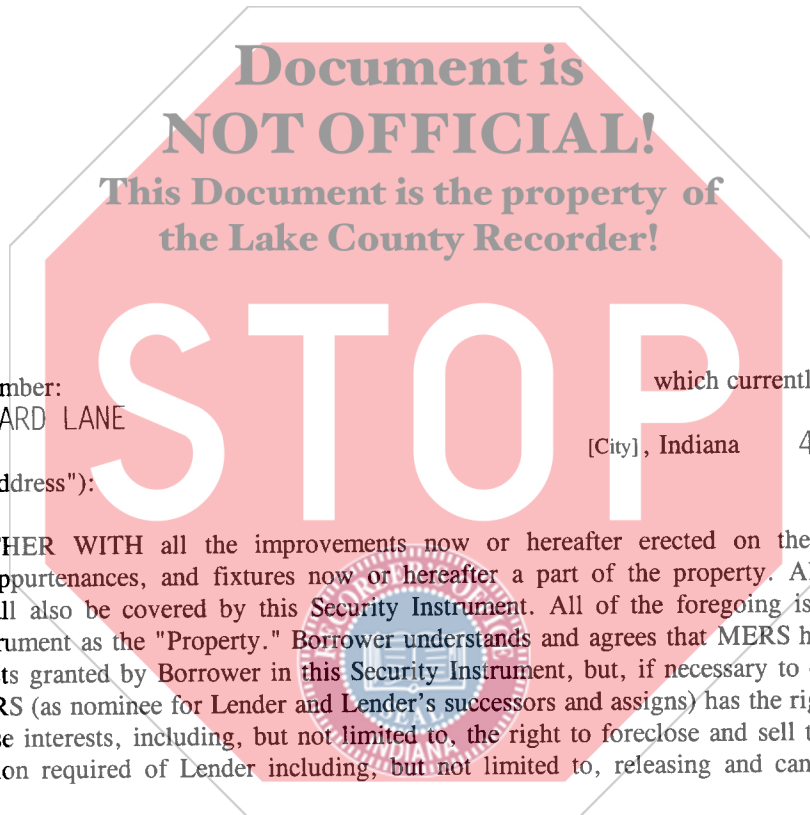 Document is
NOT OFFICIAL!
This Document is the property of
the Lake County Recorder!
STOP
mber: which currentl
ARD LANE
[City], Indiana 4
ddress"):
HER WITH all the improvements now or hereafter erected on the
ppurtenances, and fixtures now or hereafter a part of the property. A
ll also be covered by this Security Instrument. All of the foregoing is
rument as the "Property." Borrower understands and agrees that MERS h
ts granted by Borrower in this Security Instrument, but, if necessary to
RS (as nominee for Lender and Lender's successors and assigns) has the rig
e interests, including, but not limited to, the right to foreclose and sell t
on required of Lender including, but not limited to, releasing and can
RECORDER'S OFFICE
SEAL
INDIANA